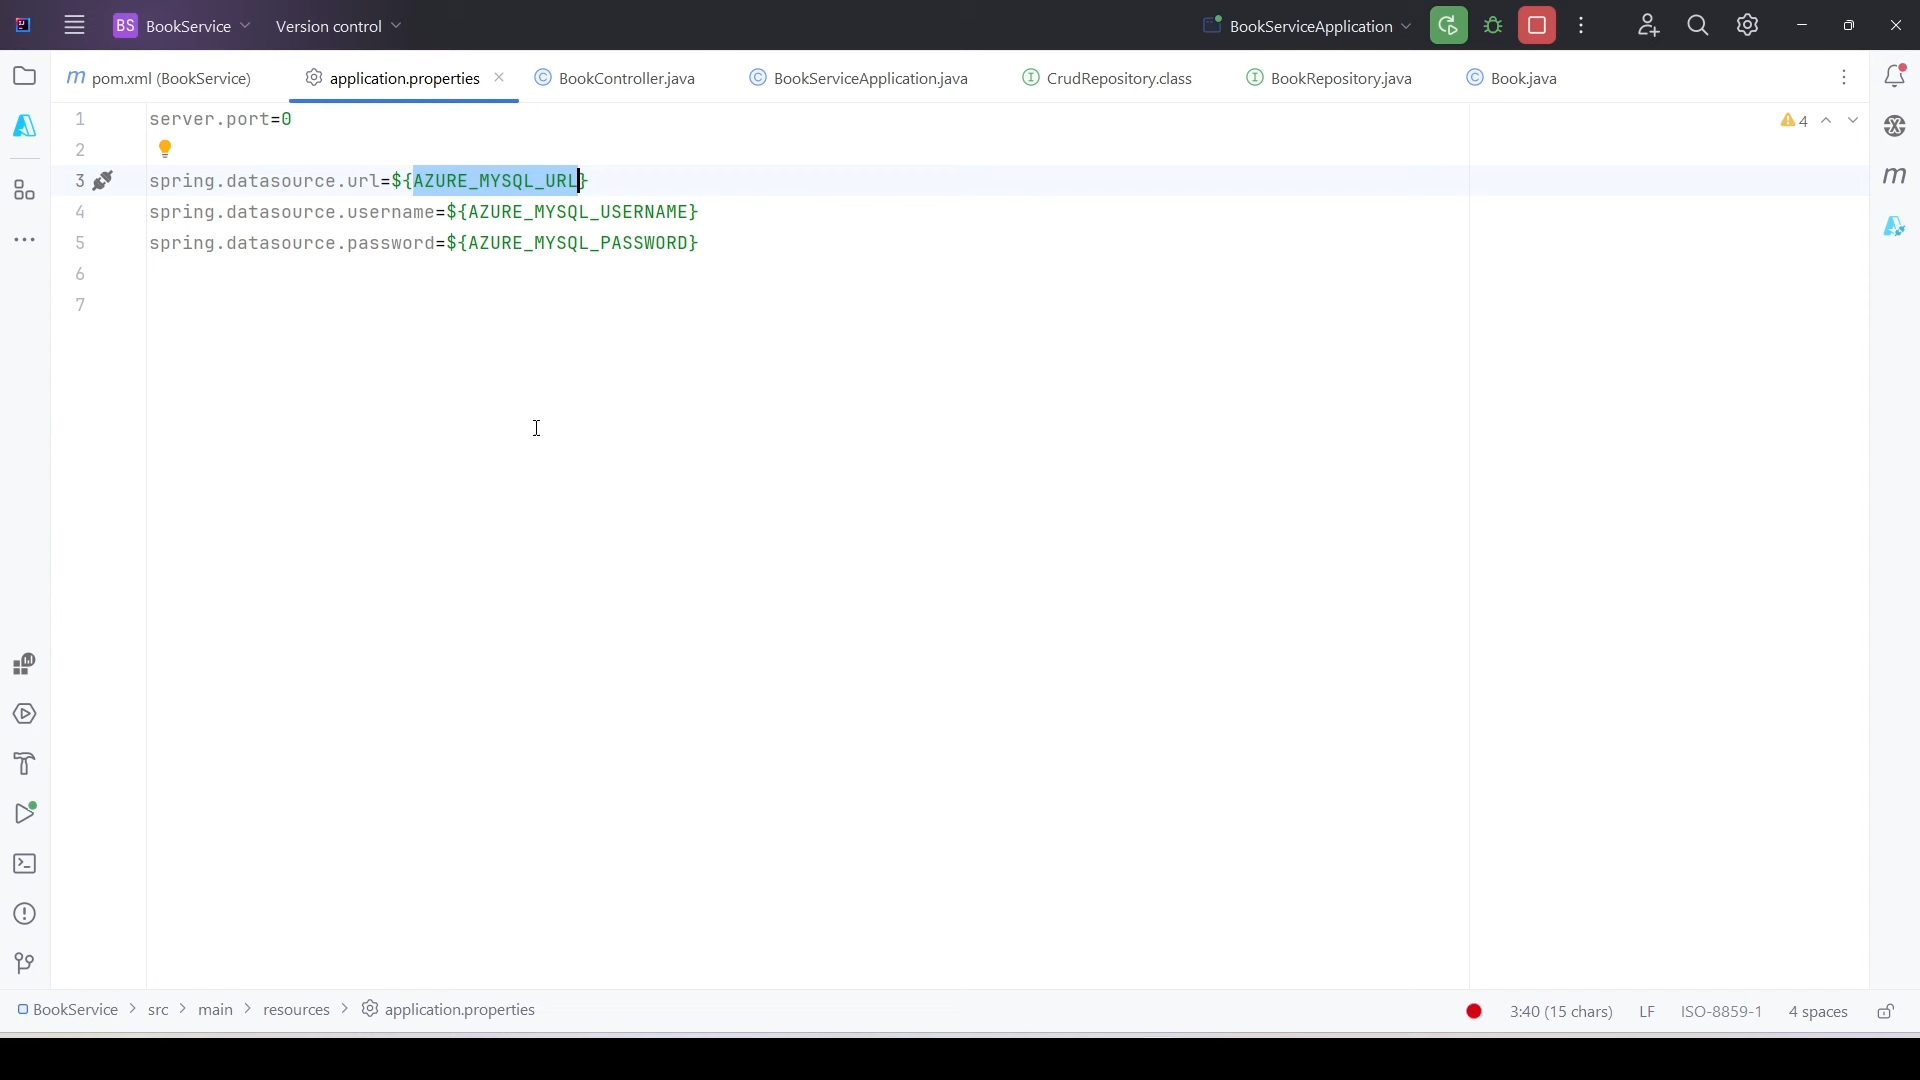 BS BookService Version control BookServiceApplication
m pom.xml (BookService) application.properties BookController.java BookServiceApplication.java CrudRepository.class BookRepository.java Book.java
1 server.port=0 4
2
3 spring.datasource.url=${AZURE_MYSQL_URL}
4 spring.datasource.username=${AZURE_MYSQL_USERNAME}
5 spring.datasource.password=${AZURE_MYSQL_PASSWORD}
6
7
BookService > src > main > resources > application.properties 3:40 (15 chars) LF ISO-8859-1 4 spaces